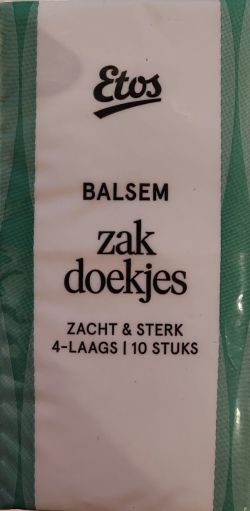 Etos
BALSEM
zak
doekjes
ZACHT & STERK
4-LAAGS | 10 STUKS